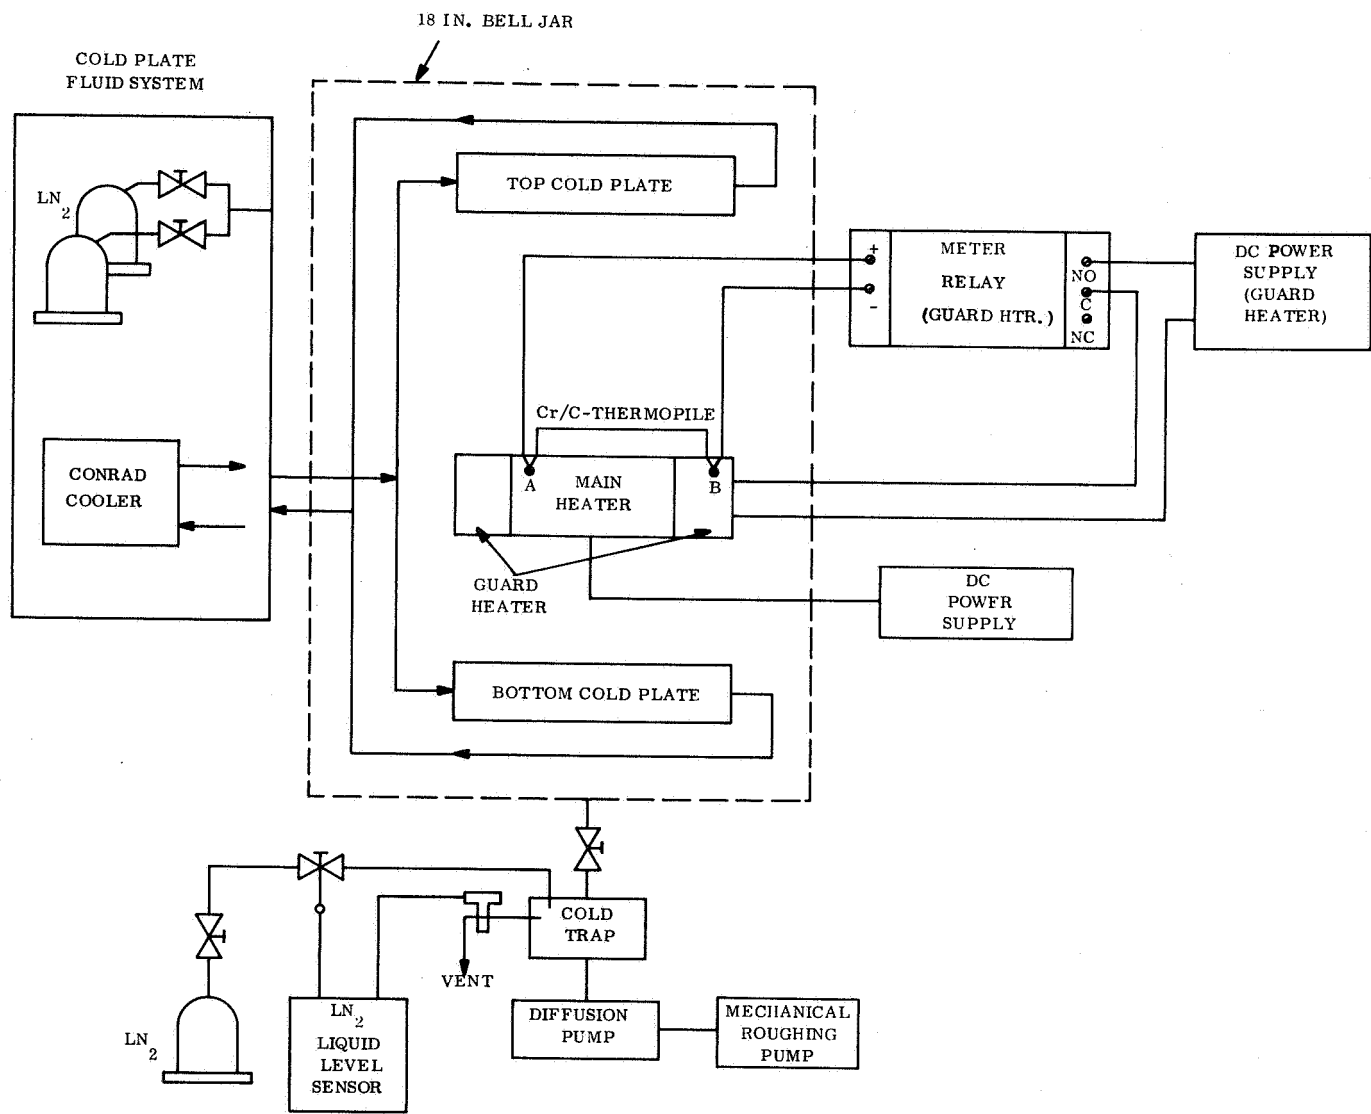 18 IN. BELL JAR
COLD PLATE
FLUID SYSTEM
LN2
TOP COLD PLATE
+
-
METER
RELAY
(GUARD HTR.)
NO
C
NC
DC POWER
SUPPLY
(GUARD
HEATER)
Cr/C-THERMOPILE
CONRAD
COOLER
A
MAIN
HEATER
B
GUARD
HEATER
DC
POWFR
SUPPLY
BOTTOM COLD PLATE
COLD
TRAP
VENT
LN2
LN2
LIQUID
LEVEL
SENSOR
DIFFUSION
PUMP
MECHANICAL
ROUGHING
PUMP